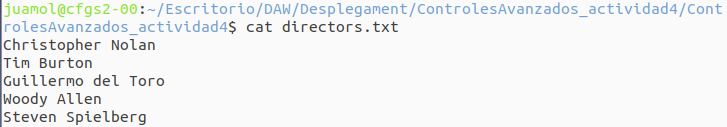 juamol@cfgs2-00:~/Escritorio/DAW/Desplegament/ControlesAvanzados_actividad4/Cont
rolesAvanzados_actividad4$ cat directors.txt
Christopher Nolan
Tim Burton
Guillermo del Toro
Woody Allen
Steven Spielberg